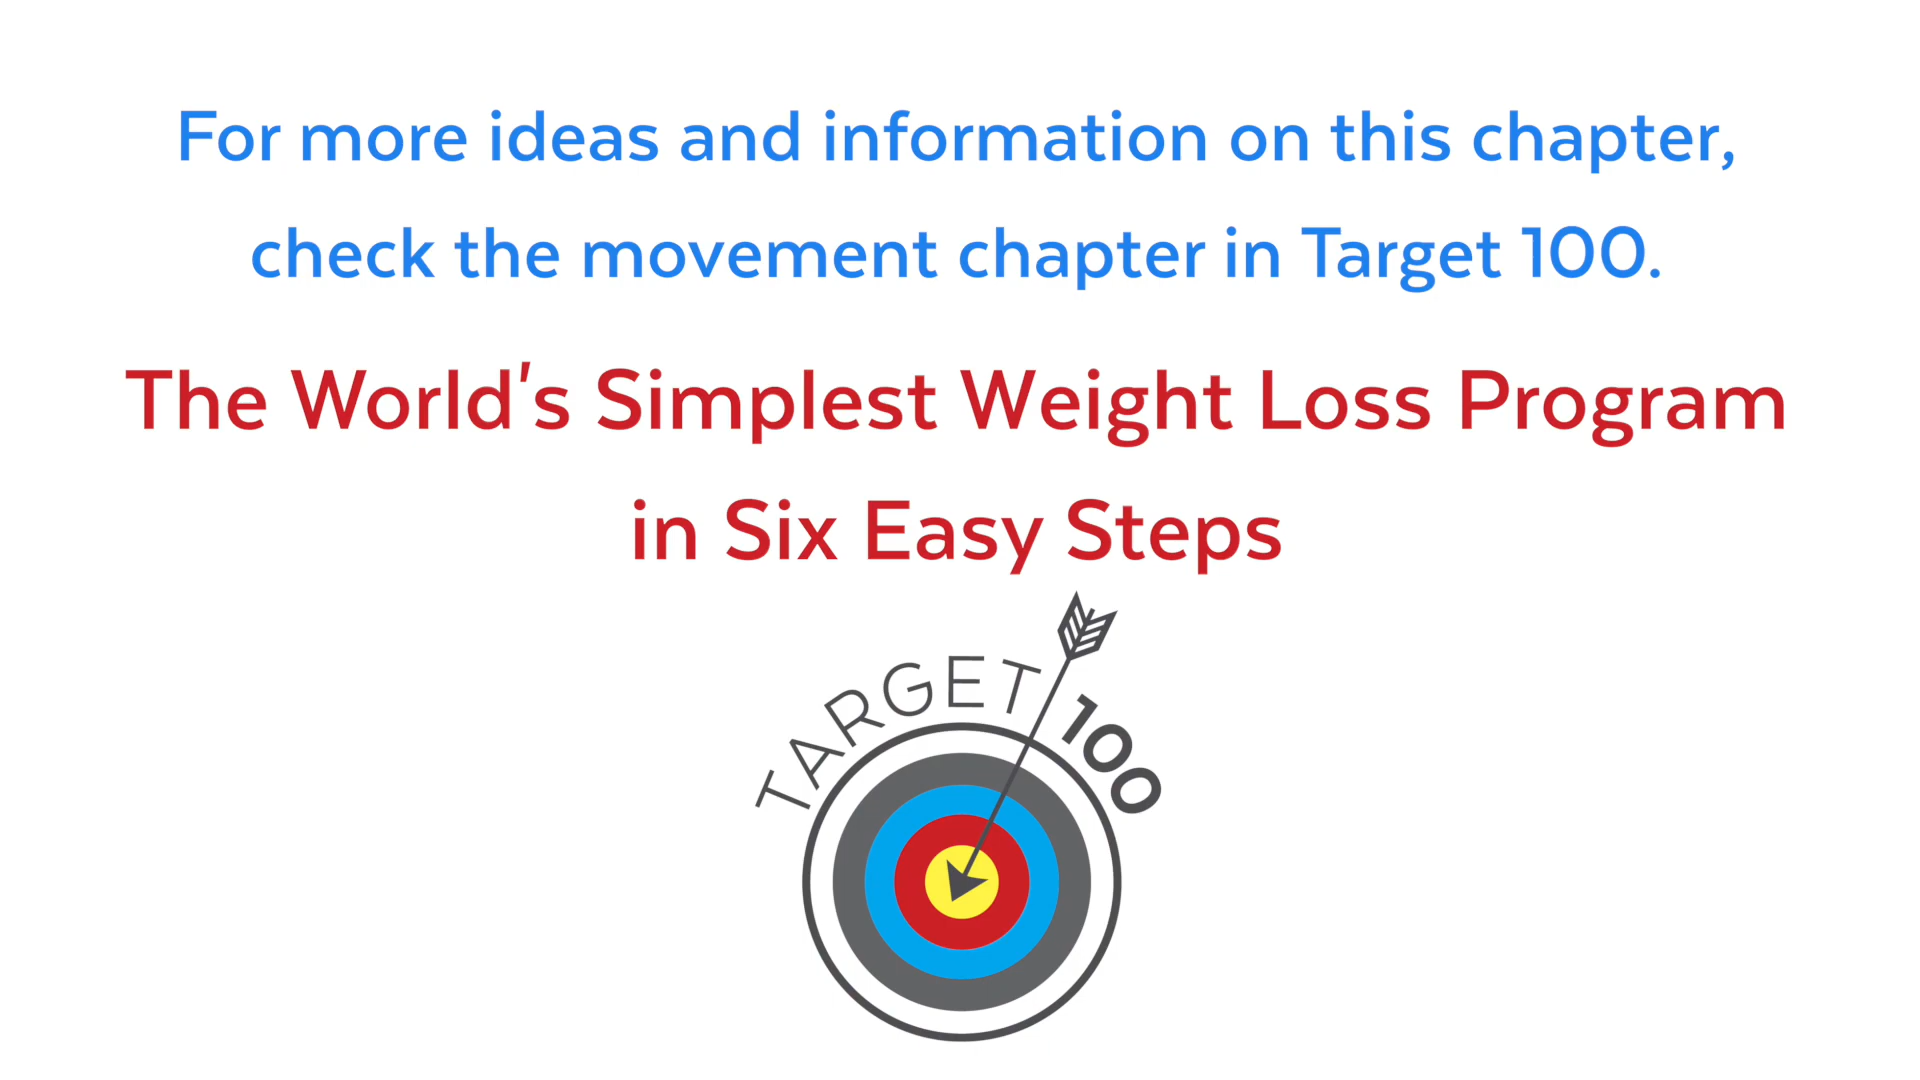 For more ideas and information on this chapter,
check the movement chapter in Target 100.
The World's Simplest Weight Loss Program
in Six Easy Steps
TARGET 100